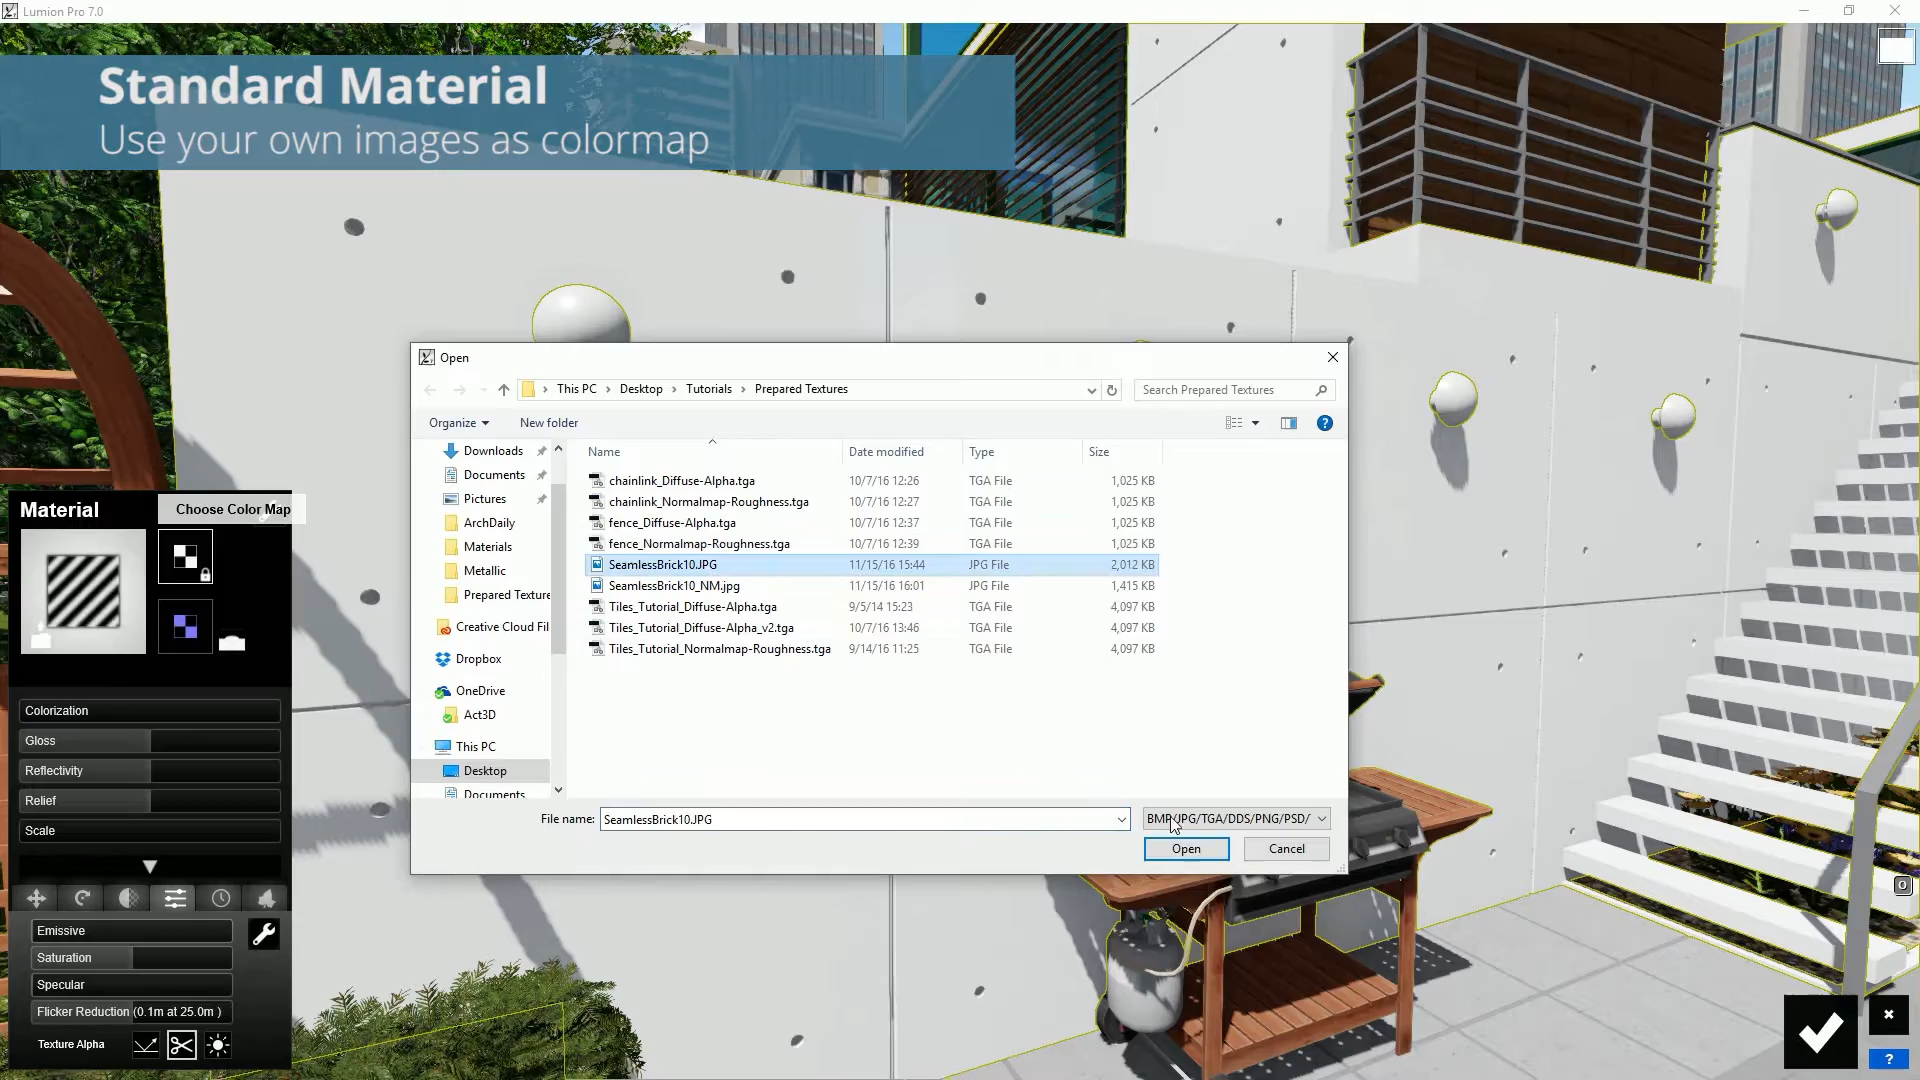 Lumion Pro 7.0
Standard Material
Use your own images as colormap
Open
This PC > Desktop > Tutorials > Prepared Textures
Search Prepared Textures
Organize
New folder
?
Downloads
Documents
Pictures
ArchDaily
Materials
Metallic
Prepared Texture
Creative Cloud Fil
Dropbox
OneDrive
Act3D
This PC
Desktop
Documents
Name Date modified Type Size
chainlink_Diffuse-Alpha.tga 10/7/16 12:26 TGA File 1,025 KB
chainlink_Normalmap-Roughness.tga 10/7/16 12:27 TGA File 1,025 KB
fence_Diffuse-Alpha.tga 10/7/16 12:37 TGA File 1,025 KB
fence_Normalmap-Roughness.tga 10/7/16 12:39 TGA File 1,025 KB
SeamlessBrick10.JPG 11/15/16 15:44 JPG File 2,012 KB
SeamlessBrick10_NM.jpg 11/15/16 16:01 JPG File 1,415 KB
Tiles_Tutorial_Diffuse-Alpha.tga 9/5/14 15:23 TGA File 4,097 KB
Tiles_Tutorial_Diffuse-Alpha_v2.tga 10/7/16 13:46 TGA File 4,097 KB
Tiles_Tutorial_Normalmap-Roughness.tga 9/14/16 11:25 TGA File 4,097 KB
File name: SeamlessBrick10.JPG
BMP/JPG/TGA/DDS/PNG/PSD/
Open
Cancel
Material
Choose Color Map
Colorization
Gloss
Reflectivity
Relief
Scale
Emissive
Saturation
Specular
Flicker Reduction (0.1m at 25.0m )
Texture Alpha
O
?